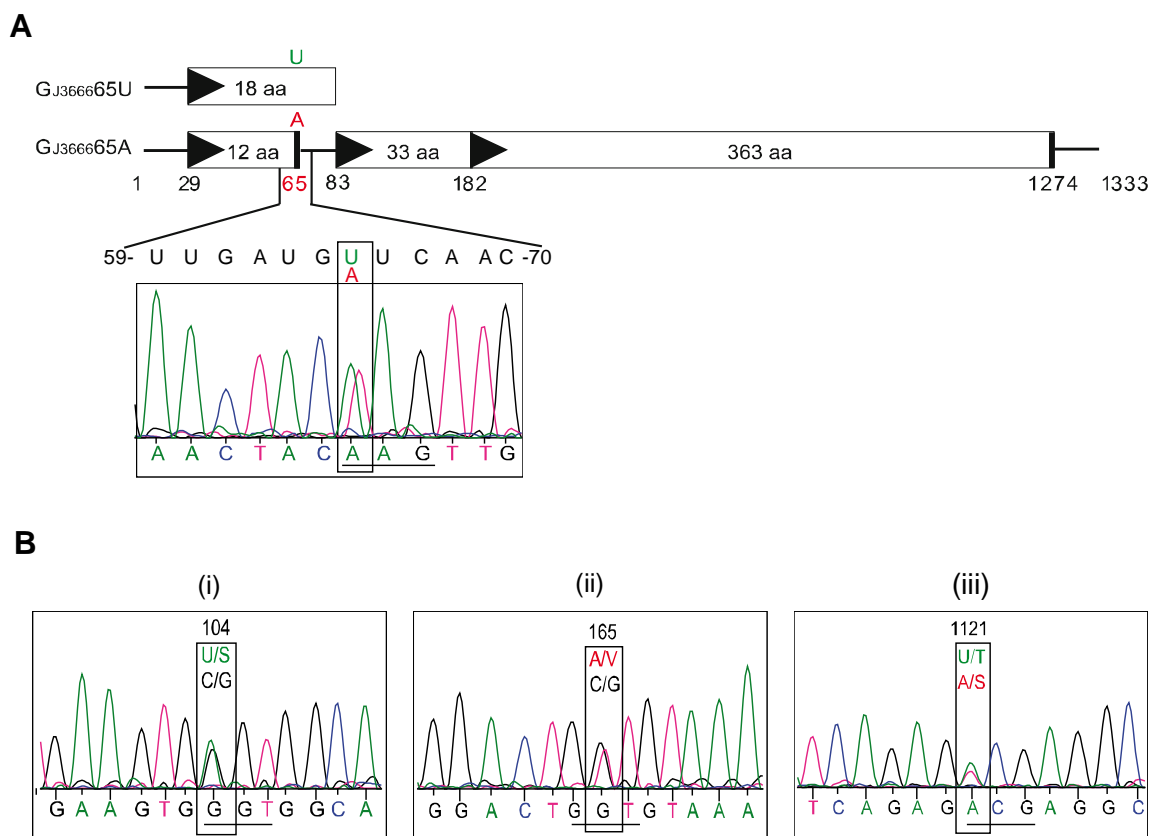 A
U
GJ366665U
18 aa
A
GJ366665A
12 aa
33 aa
363 aa
1 29 65 83 182 1274 1333
59- U U G A U G U U C A A C -70
A
A A C T A C A A G T T G
B
(i) (ii) (iii)
104
U/S
C/G
G A A G T G G G T G G C A
165
A/V
C/G
G G A C T G G T G T A A A
1121
U/T
A/S
T C A G A G A C G A G G C